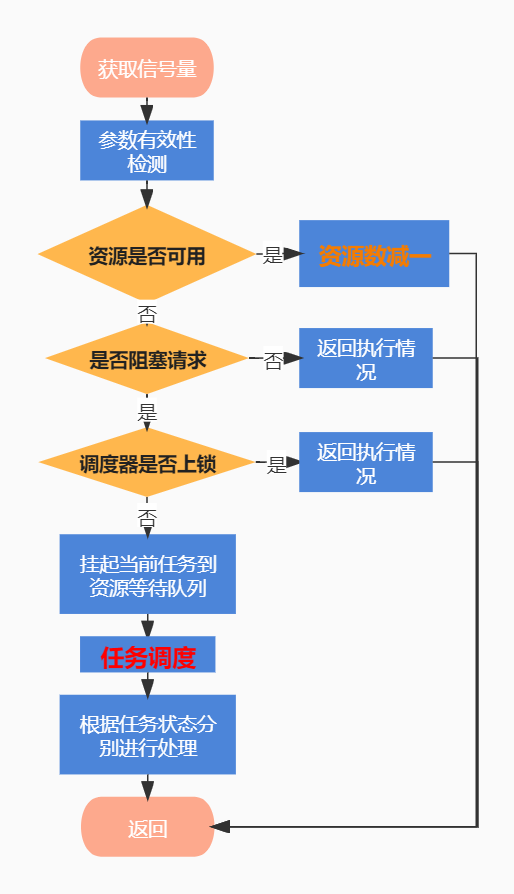 获取信号量
参数有效性
检测
资源是否可用
是
资源数减一
否
是否阻塞请求
否
返回执行情
况
是
调度器是否上锁
是
返回执行情
况
否
挂起当前任务到
资源等待队列
任务调度
根据任务状态分
别进行处理
返回